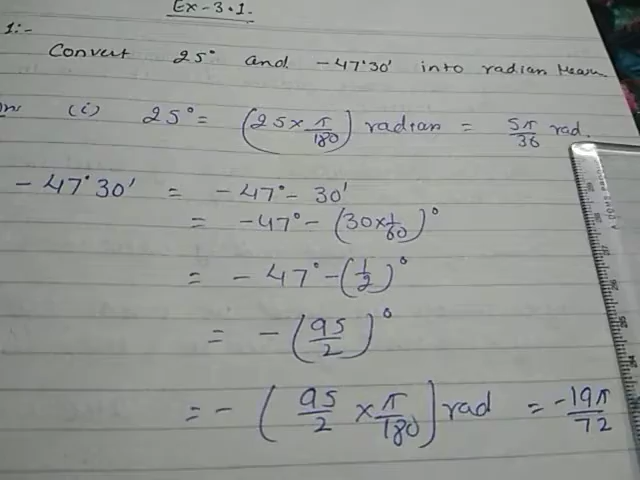 Ex-3.1.
1:-
Convert 25° and -47°30' into radian Meas
(i) 25° = (25×π/180) radian = 5π/36 rad.
-47°30' = -47° - 30'
= -47° - (30×1/60)°
= -47° - (1/2)°
= -(95/2)°
= -(95/2 × π/180) rad = -19π/72